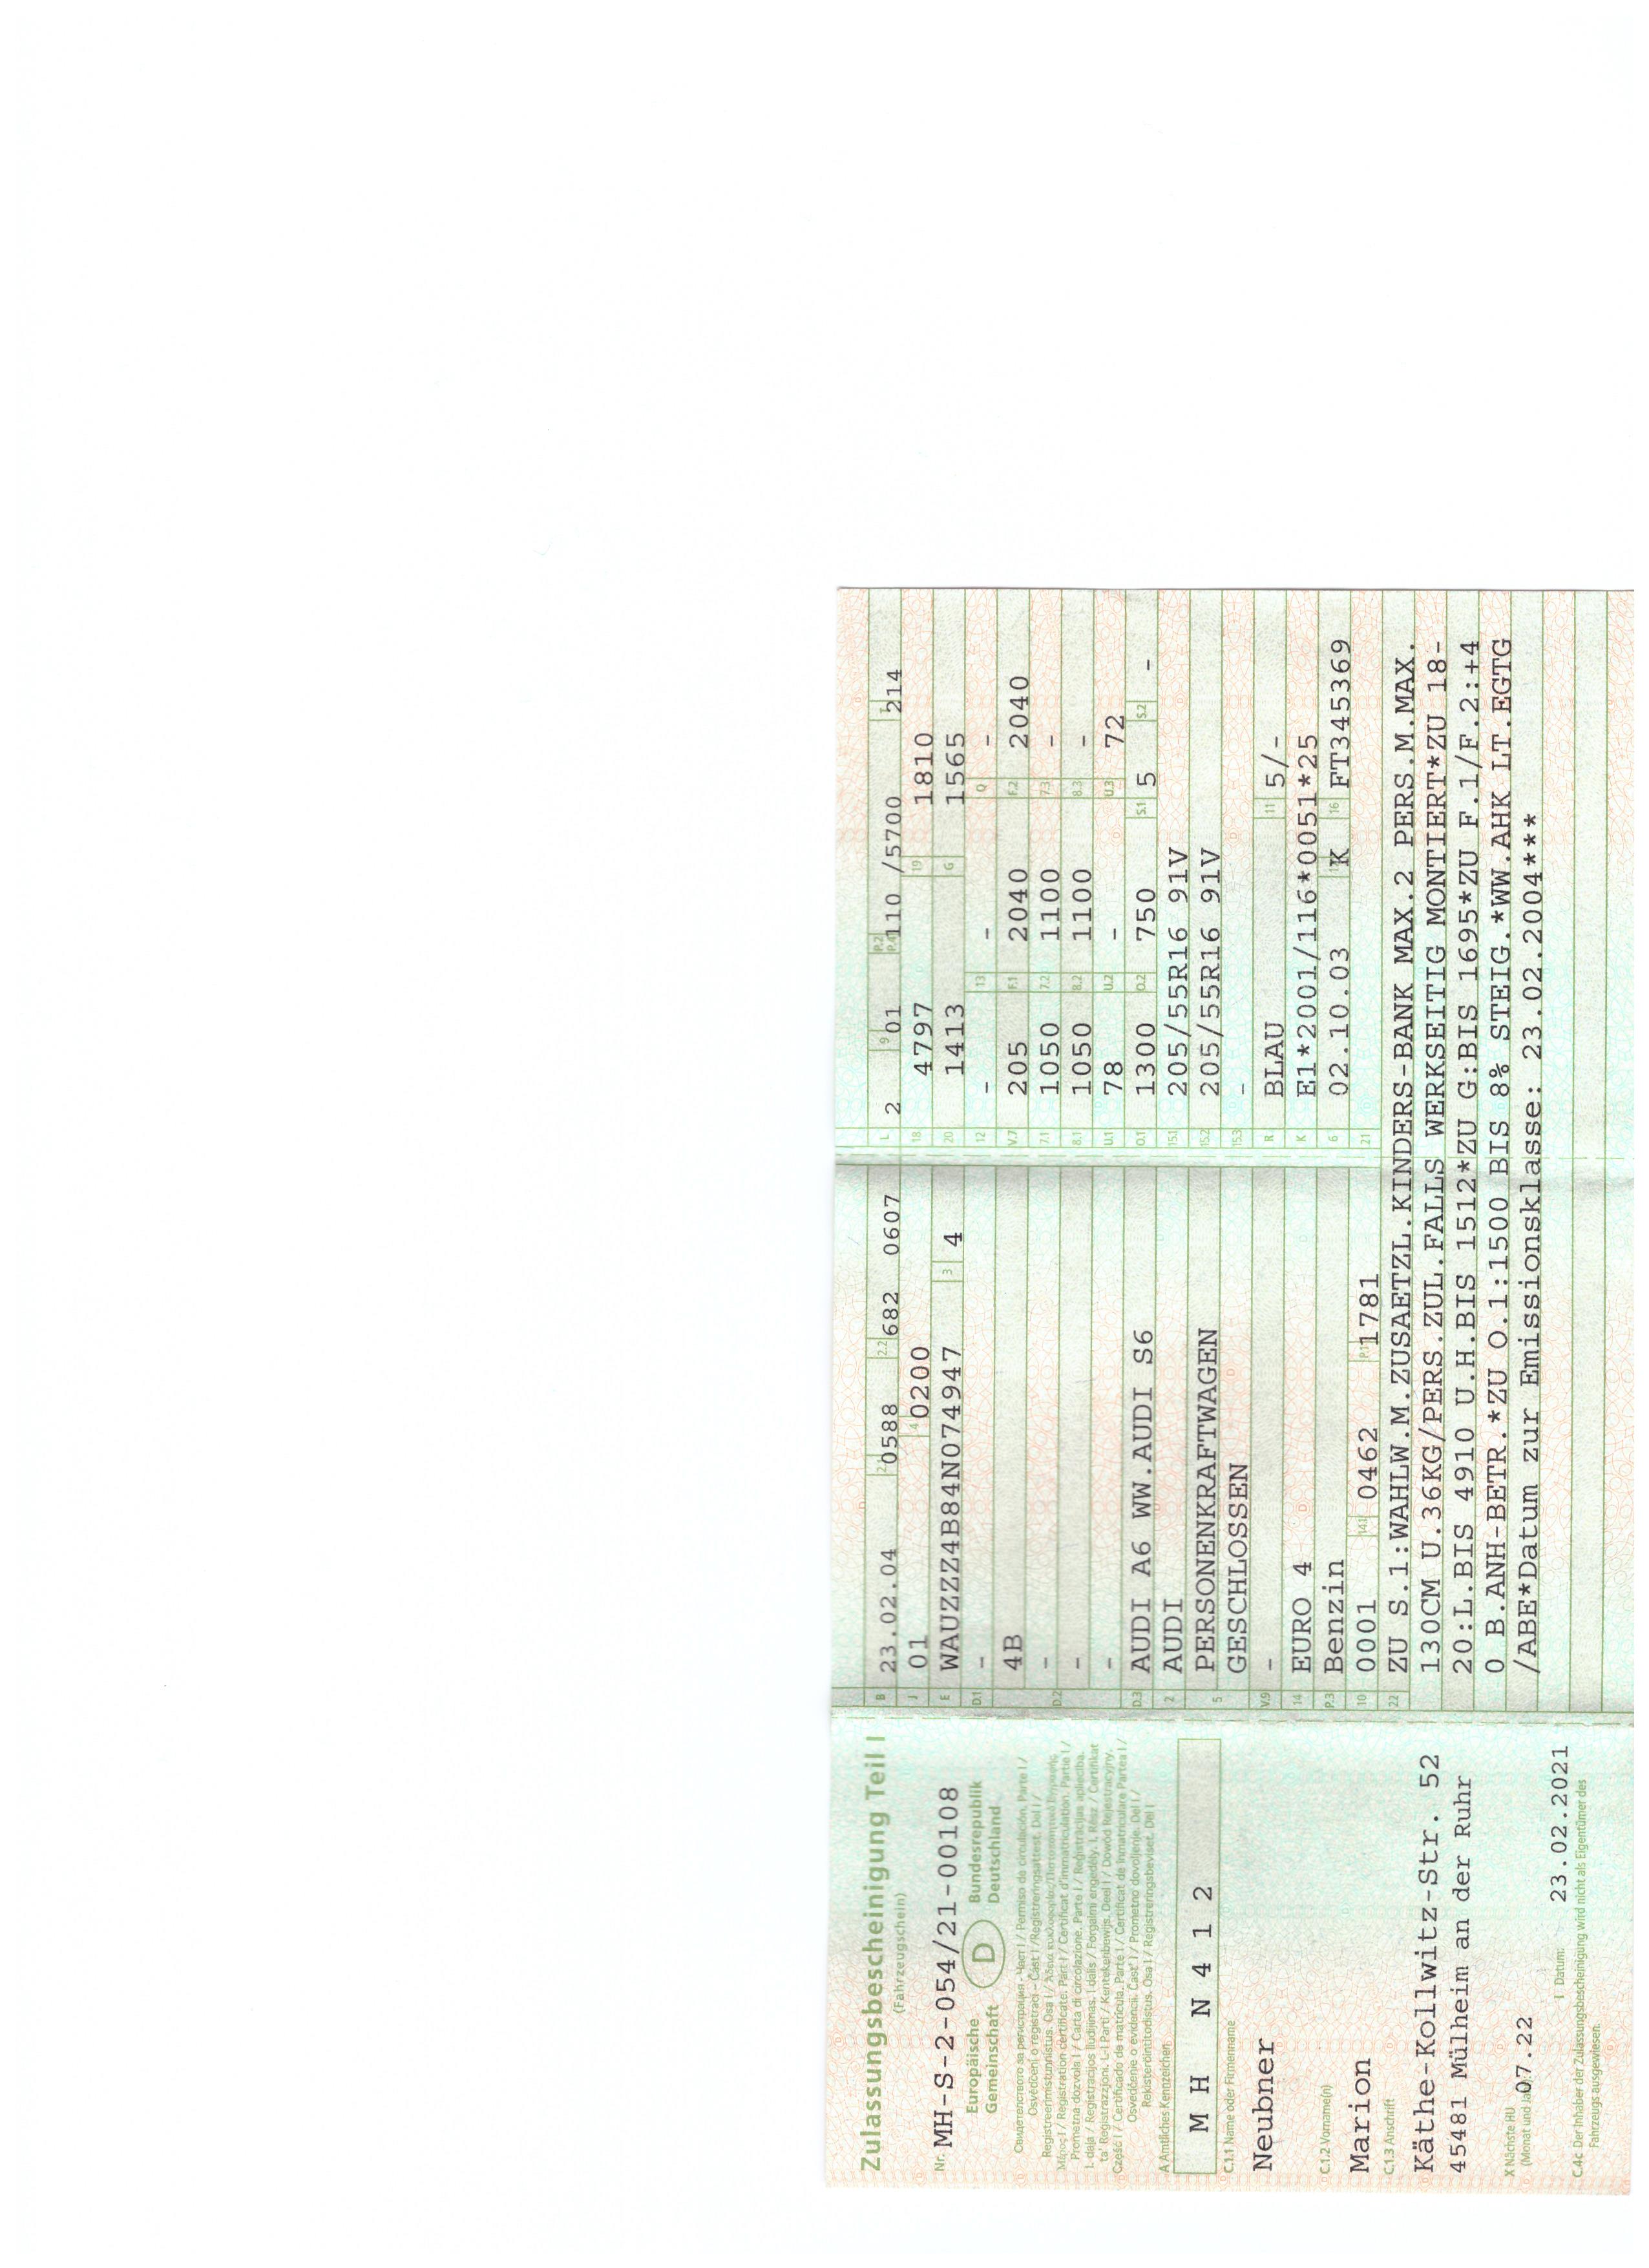 Zulassungsbescheinigung Teil I
(Fahrzeugschein)
Nr. MH-S-2-054/21-00108
Europäische Gemeinschaft D Bundesrepublik Deutschland
Свидетелство за регистрация - Част I / Permiso de circulación. Parte I /
Osvědčení o registraci – Část I /Registreringsattest. Del I /
Registreerimistunnistus. Osa I / Άδεια κυκλοφορίας/Πιστοποιητικό Εγγραφής
Μέρος I / Registration certificate. Part I / Certificat d'immatriculation. Partie I /
Prometna dozvola I / Carta di circolazione. Parte I / Reģistrācijas apliecība.
I. daļa / Registracijos liudijimas. I dalis / Forgalmi engedély. I. Rész / Ċertifikat
ta' Reġistrazzjoni. L-I Parti / Kentekenbewijs. Deel I / Dowód Rejestracyjny.
Część I / Certificado de matrícula. Parte I / Certificat de înmatriculare Partea I /
Osvedčenie o evidencii. Časť I / Prometno dovoljenje. Del I /
Rekisteröintitodistus. Osa I / Registreringsbeviset. Del I
A Amtliches Kennzeichen
MH N412
C.1.1 Name oder Firmenname
Neubner
C.1.2 Vorname(n)
Marion
C.1.3 Anschrift
Käthe-Kollwitz-Str. 52
45481 Mülheim an der Ruhr
X Nächste HU
(Monat und Jahr): 07.22
I Datum: 23.02.2021
C.4c Der Inhaber der Zulassungsbescheinigung wird nicht als Eigentümer des
Fahrzeugs ausgewiesen.
B 23.02.04 2.1 0588 2.2 682 0607
J 01 4 0200
E WAUZZZ4B84N074947 3 4
D.1 –
4B
–
D.2 –
–
D.3 AUDI A6 WW.AUDI S6
2 AUDI
5 PERSONENKRAFTWAGEN
GESCHLOSSEN
V.9 –
14 EURO 4
P.3 Benzin
10 0001 14.1 0462 P.1 1781
L 2 9 01 P.2 P.4 110 /5700 T 214
18 4797 19 1810
20 1413 G 1565
12 – 13 – Q –
V.7 205 F.1 2040 F.2 2040
7.1 1050 7.2 1100 7.3 –
8.1 1050 8.2 1100 8.3 –
U.1 78 U.2 – U.3 72
O.1 1300 O.2 750 S.1 5 S.2 –
15.1 205/55R16 91V
15.2 205/55R16 91V
15.3 –
R BLAU 11 5/–
K E1*2001/116*0051*25
6 02.10.03 17 K 16 FT345369
21
22 ZU S.1:WAHLW.M.ZUSAETZL.KINDERS-BANK MAX.2 PERS.M.MAX.
130CM U.36KG/PERS.ZUL.FALLS WERKSEITIG MONTIERT*ZU 18-
20:L.BIS 4910 U.H.BIS 1512*ZU G:BIS 1695*ZU F.1/F.2:+4
0 B.ANH-BETR.*ZU O.1:1500 BIS 8% STEIG.*WW.AHK LT.EGTG
/ABE*Datum zur Emissionsklasse: 23.02.2004***